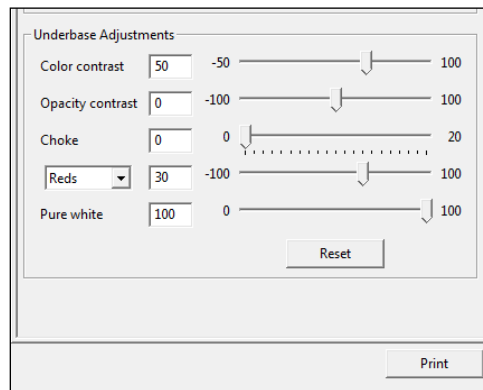 Underbase Adjustments
Color contrast 50 -50 100
Opacity contrast 0 -100 100
Choke 0 0 20
Reds 30 -100 100
Pure white 100 0 100
Reset
Print